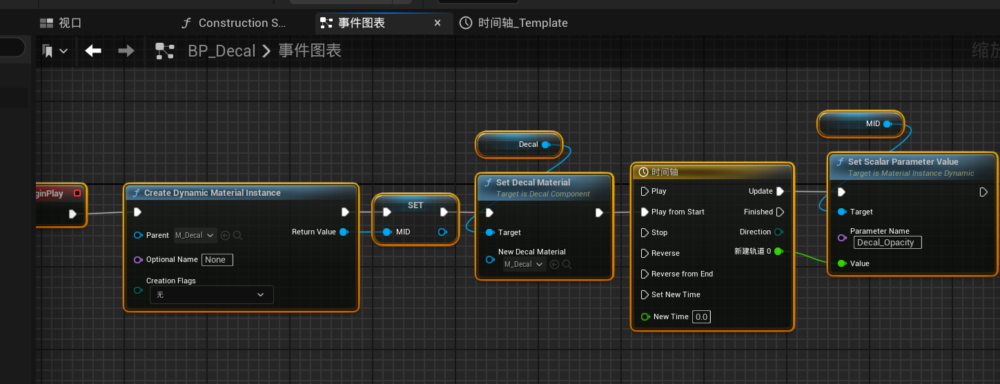 视口
Construction S...
事件图表
时间轴_Template
BP_Decal
事件图表
缩放
MID
Decal
Set Scalar Parameter Value
Target is Material Instance Dynamic
Target
Parameter Name
Decal_Opacity
Value
ginPlay
Create Dynamic Material Instance
Parent
M_Decal
Return Value
Optional Name
None
Creation Flags
无
SET
MID
Set Decal Material
Target is Decal Component
Target
New Decal Material
M_Decal
时间轴
Play
Update
Play from Start
Finished
Stop
Direction
Reverse
新建轨道 0
Reverse from End
Set New Time
New Time
0.0